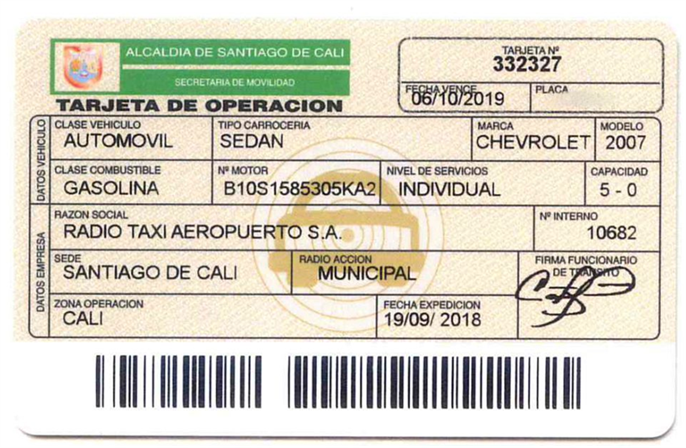 ALCALDIA DE SANTIAGO DE CALI
SECRETARIA DE MOVILIDAD
TARJETA DE OPERACION
TARJETA Nº
332327
FECHA VENCE PLACA
06/10/2019
DATOS VEHICULO
CLASE VEHICULO TIPO CARROCERIA MARCA MODELO
AUTOMOVIL SEDAN CHEVROLET 2007
CLASE COMBUSTIBLE Nº MOTOR NIVEL DE SERVICIOS CAPACIDAD
GASOLINA B10S1585305KA2 INDIVIDUAL 5 - 0
DATOS EMPRESA
RAZON SOCIAL Nº INTERNO
RADIO TAXI AEROPUERTO S.A. 10682
SEDE RADIO ACCION FIRMA FUNCIONARIO
DE TRANSITO
SANTIAGO DE CALI MUNICIPAL
ZONA OPERACION FECHA EXPEDICION
CALI 19/09/ 2018